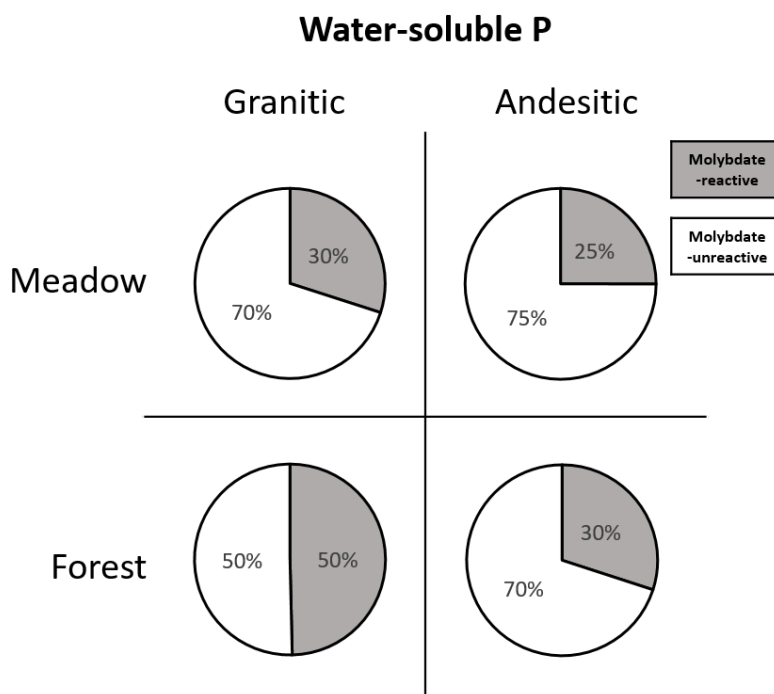 Water-soluble P
Granitic
Andesitic
Molybdate
-reactive
Molybdate
-unreactive
Meadow
30%
70%
25%
75%
Forest
50%
50%
30%
70%